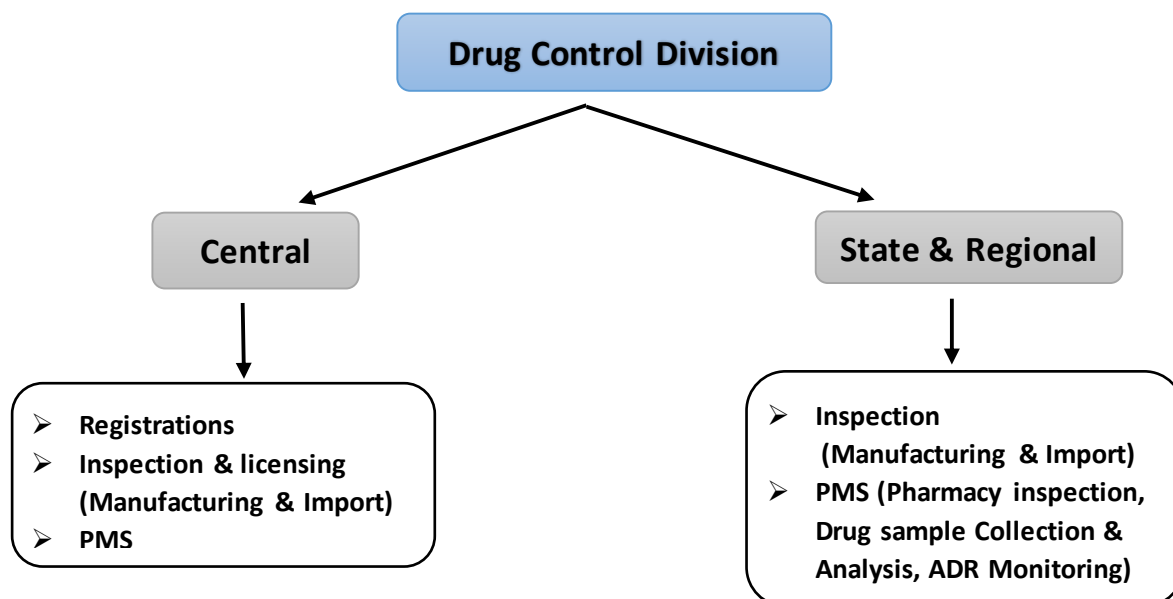 Drug Control Division
Central
State & Regional
➢ Registrations
➢ Inspection & licensing
(Manufacturing & Import)
➢ PMS
➢ Inspection
(Manufacturing & Import)
➢ PMS (Pharmacy inspection,
Drug sample Collection &
Analysis, ADR Monitoring)